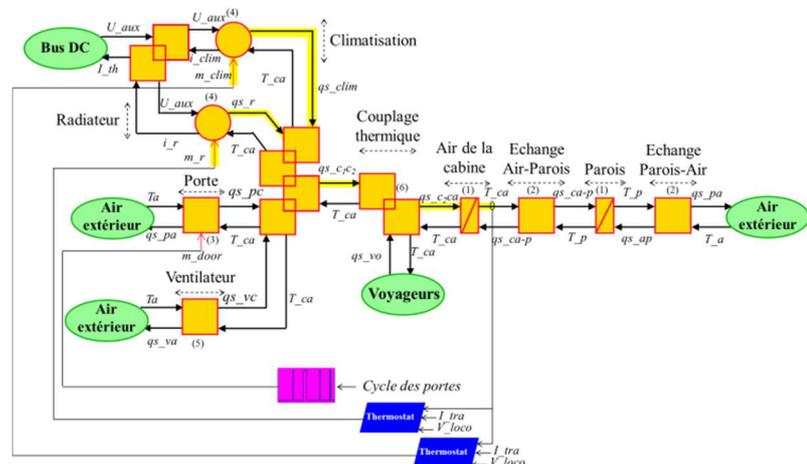 U_aux
U_aux
(4)
Bus DC
Climatisation
I_th
i_clim
m_clim
T_ca
qs_clim
U_aux
(4)
qs_r
Couplage
thermique
Radiateur
i_r
m_r
T_ca
Air de la
cabine
Echange
Air-Parois
Parois
Echange
Parois-Air
qs_c₁c₂
(6)
T_ca
Porte
Ta
qs_pc
Air
extérieur
qs_pa
(3)
T_ca
m_door
qs_c₂ca
(1)
T_ca
(2)
qs_ca-p
(1)
T_p
(2)
qs_pa
Air
extérieur
T_ca
qs_ca-p
T_p
qs_ap
T_a
qs_vo
T_ca
Voyageurs
Ventilateur
Ta
qs_vc
T_ca
Air
extérieur
qs_va
(5)
Cycle des portes
Thermostat
I_tra
V_loco
Thermostat
I_tra
V_loco